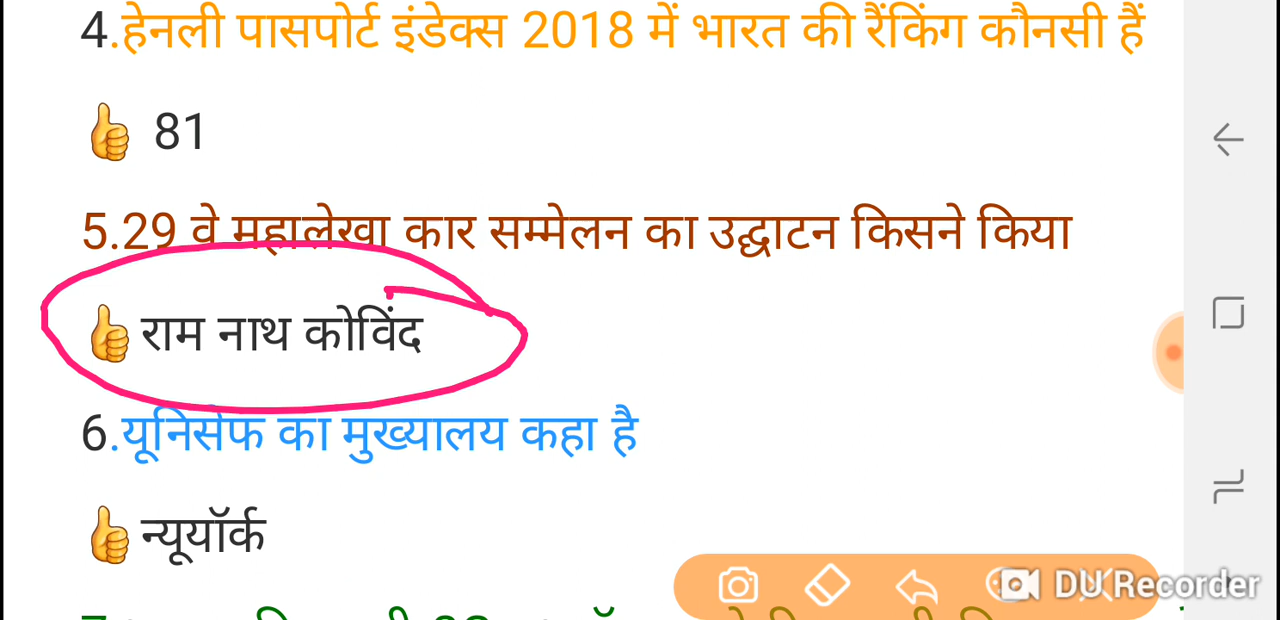 4.हेनली पासपोर्ट इंडेक्स 2018 में भारत की रैंकिंग कौनसी हैं
👍 81
5.29 वे महालेखा कार सम्मेलन का उद्घाटन किसने किया
👍राम नाथ कोविंद
6.यूनिसेफ का मुख्यालय कहा है
👍न्यूयॉर्क
DU Recorder